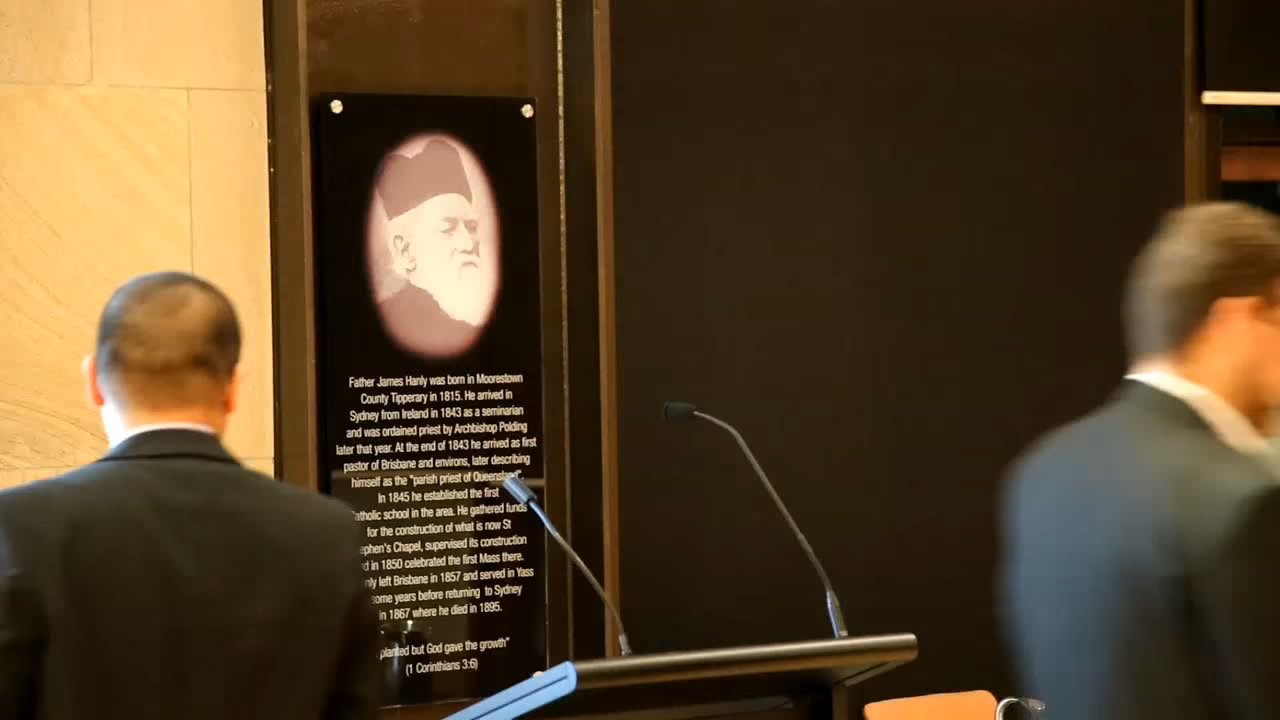 Father James Hanly was born in Moorestown
County Tipperary in 1815. He arrived in
Sydney from Ireland in 1843 as a seminarian
and was ordained priest by Archbishop Polding
later that year. At the end of 1843 he arrived as first
pastor of Brisbane and environs, later describing
himself as the "parish priest of Queensland".
In 1845 he established the first
atholic school in the area. He gathered funds
for the construction of what is now St
ephen's Chapel, supervised its construction
d in 1850 celebrated the first Mass there.
nly left Brisbane in 1857 and served in Yass
some years before returning to Sydney
in 1867 where he died in 1895.
planted but God gave the growth"
(1 Corinthians 3:6)